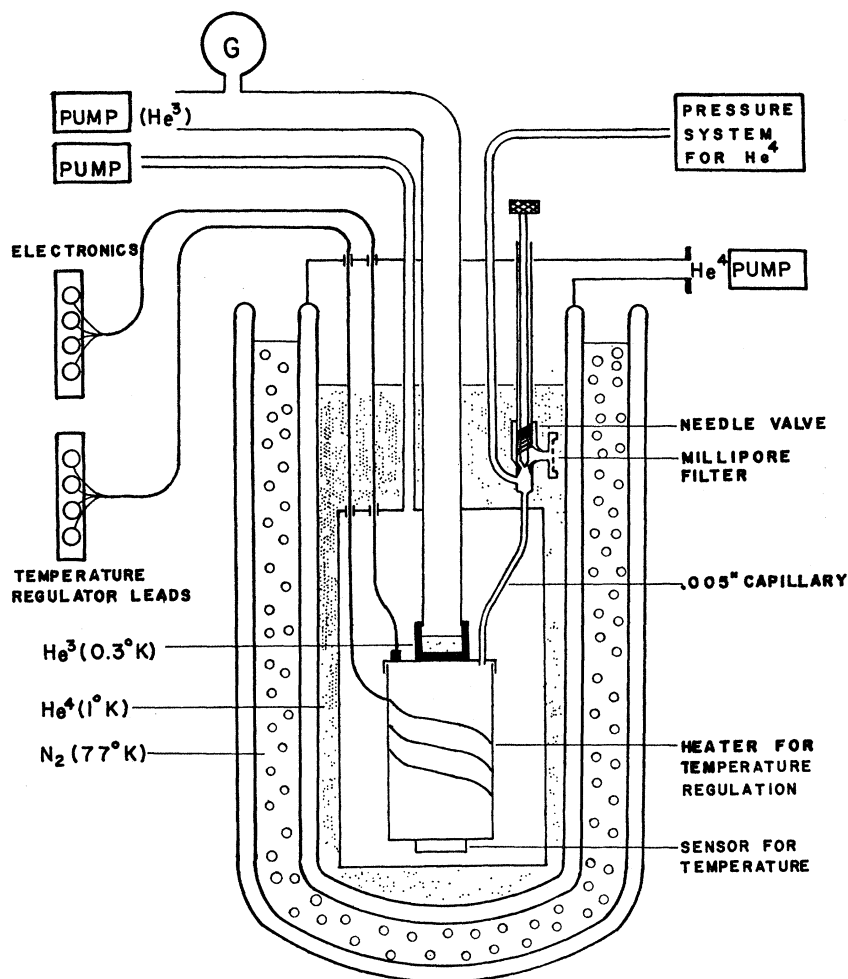 G
PUMP (He³)
PUMP
PRESSURE
SYSTEM
FOR He⁴
ELECTRONICS
He⁴ PUMP
NEEDLE VALVE
MILLIPORE
FILTER
TEMPERATURE
REGULATOR LEADS
.005" CAPILLARY
He³ (0.3°K)
He⁴ (1°K)
N₂ (77°K)
HEATER FOR
TEMPERATURE
REGULATION
SENSOR FOR
TEMPERATURE